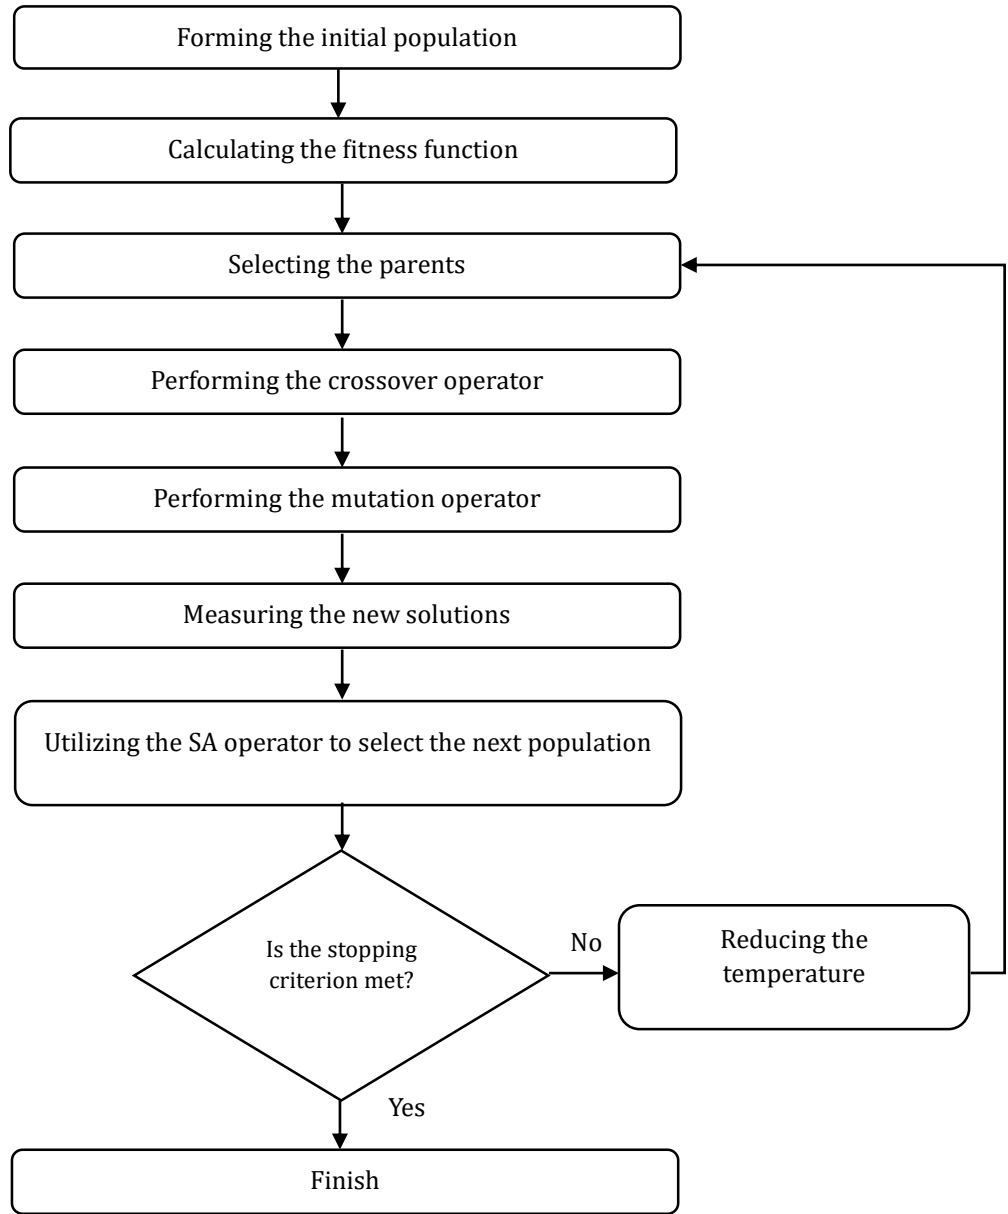 Forming the initial population
Calculating the fitness function
Selecting the parents
Performing the crossover operator
Performing the mutation operator
Measuring the new solutions
Utilizing the SA operator to select the next population
Is the stopping
criterion met?
No
Reducing the
temperature
Yes
Finish